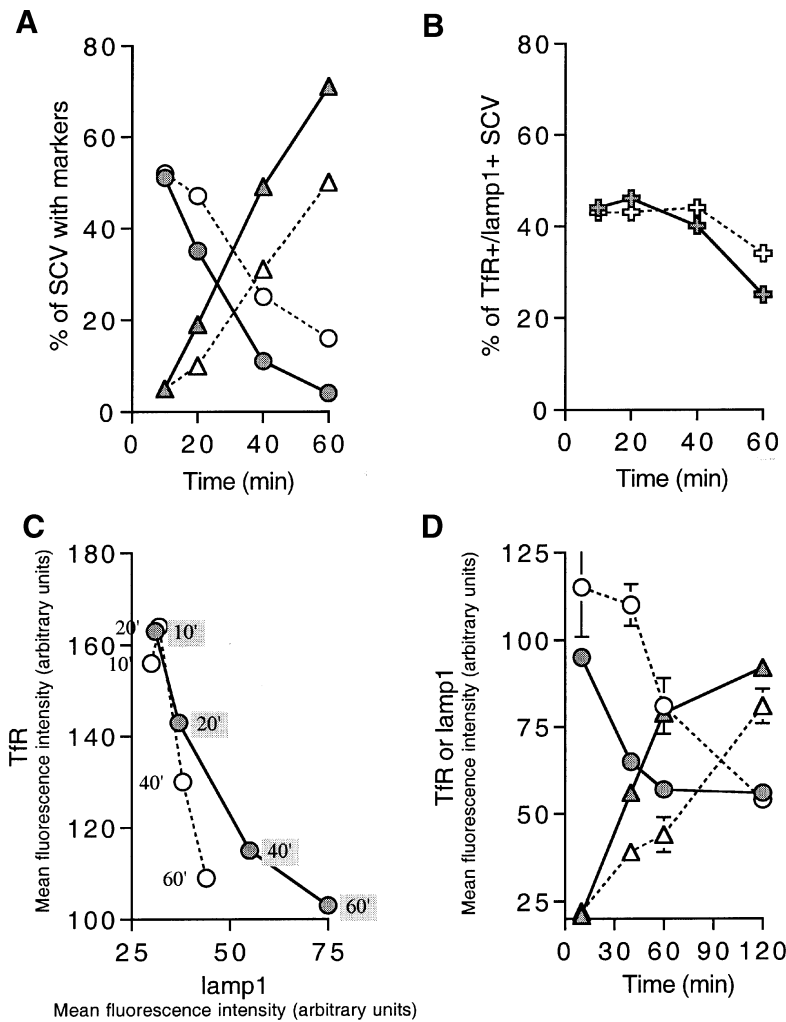 A
% of SCV with markers
80
60
40
20
0
0 20 40 60
Time (min)
B
% of TfR+/lamp1+ SCV
80
60
40
20
0
0 20 40 60
Time (min)
C
TfR
Mean fluorescence intensity (arbitrary units)
180
160
140
120
100
20' 10'
10'
20'
40'
40'
60'
60'
25 50 75
lamp1
Mean fluorescence intensity (arbitrary units)
D
TfR or lamp1
Mean fluorescence intensity (arbitrary units)
125
100
75
50
25
0 30 60 90 120
Time (min)